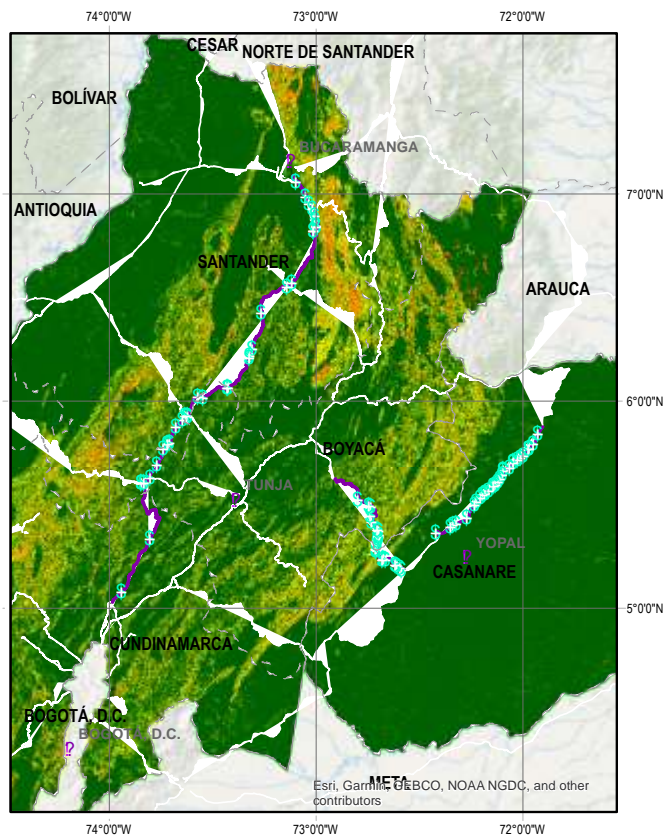 74°0'0"W
73°0'0"W
72°0'0"W
CESAR
NORTE DE SANTANDER
BOLÍVAR
BUCARAMANGA
7°0'0"N
ANTIOQUIA
SANTANDER
ARAUCA
6°0'0"N
BOYACÁ
TUNJA
YOPAL
CASANARE
5°0'0"N
CUNDINAMARCA
BOGOTÁ, D.C.
BOGOTÁ, D.C.
META
Esri, Garmin, GEBCO, NOAA NGDC, and other
contributors
74°0'0"W
73°0'0"W
72°0'0"W